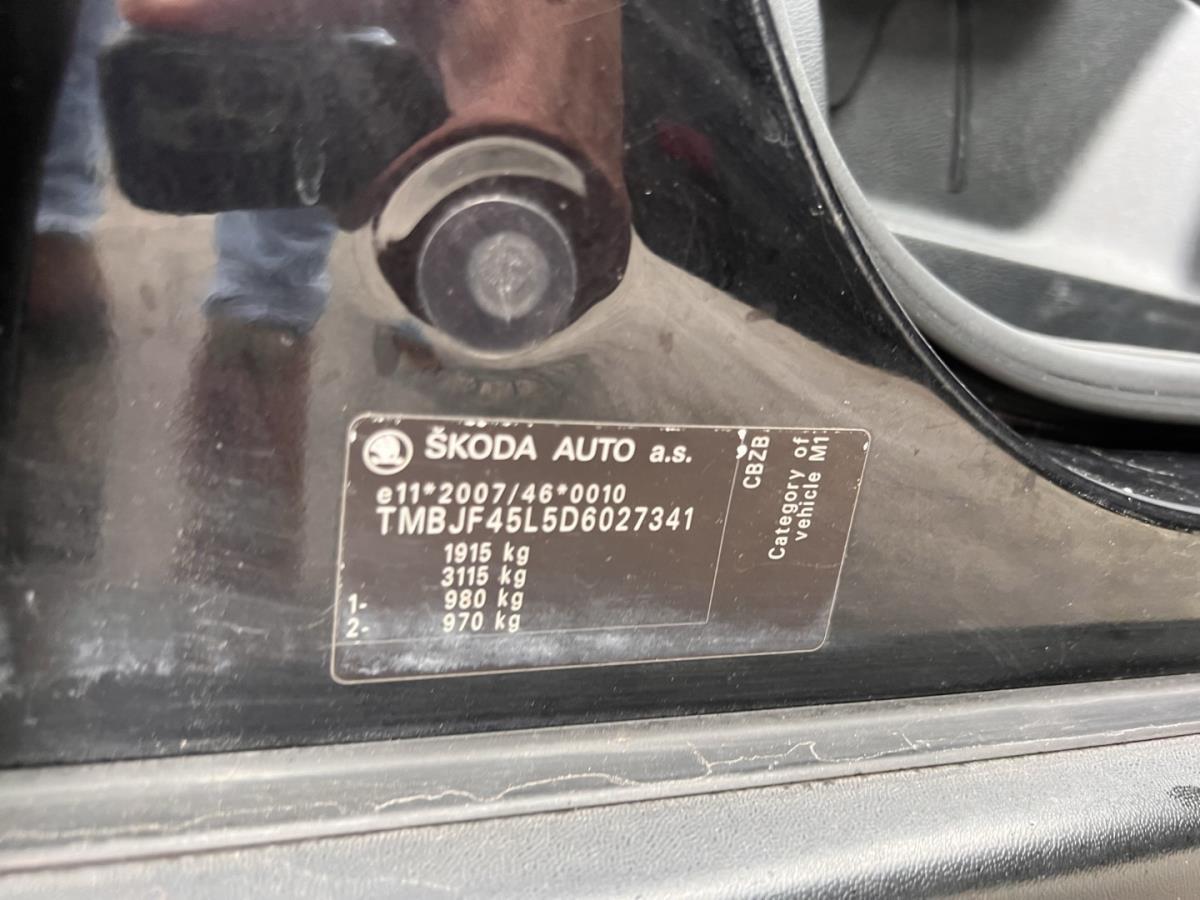 ŠKODA AUTO a.s.
e11*2007/46*0010
TMBJF45L5D6027341
1915 kg
3115 kg
1- 980 kg
2- 970 kg
CBZB
Category of
vehicle M1